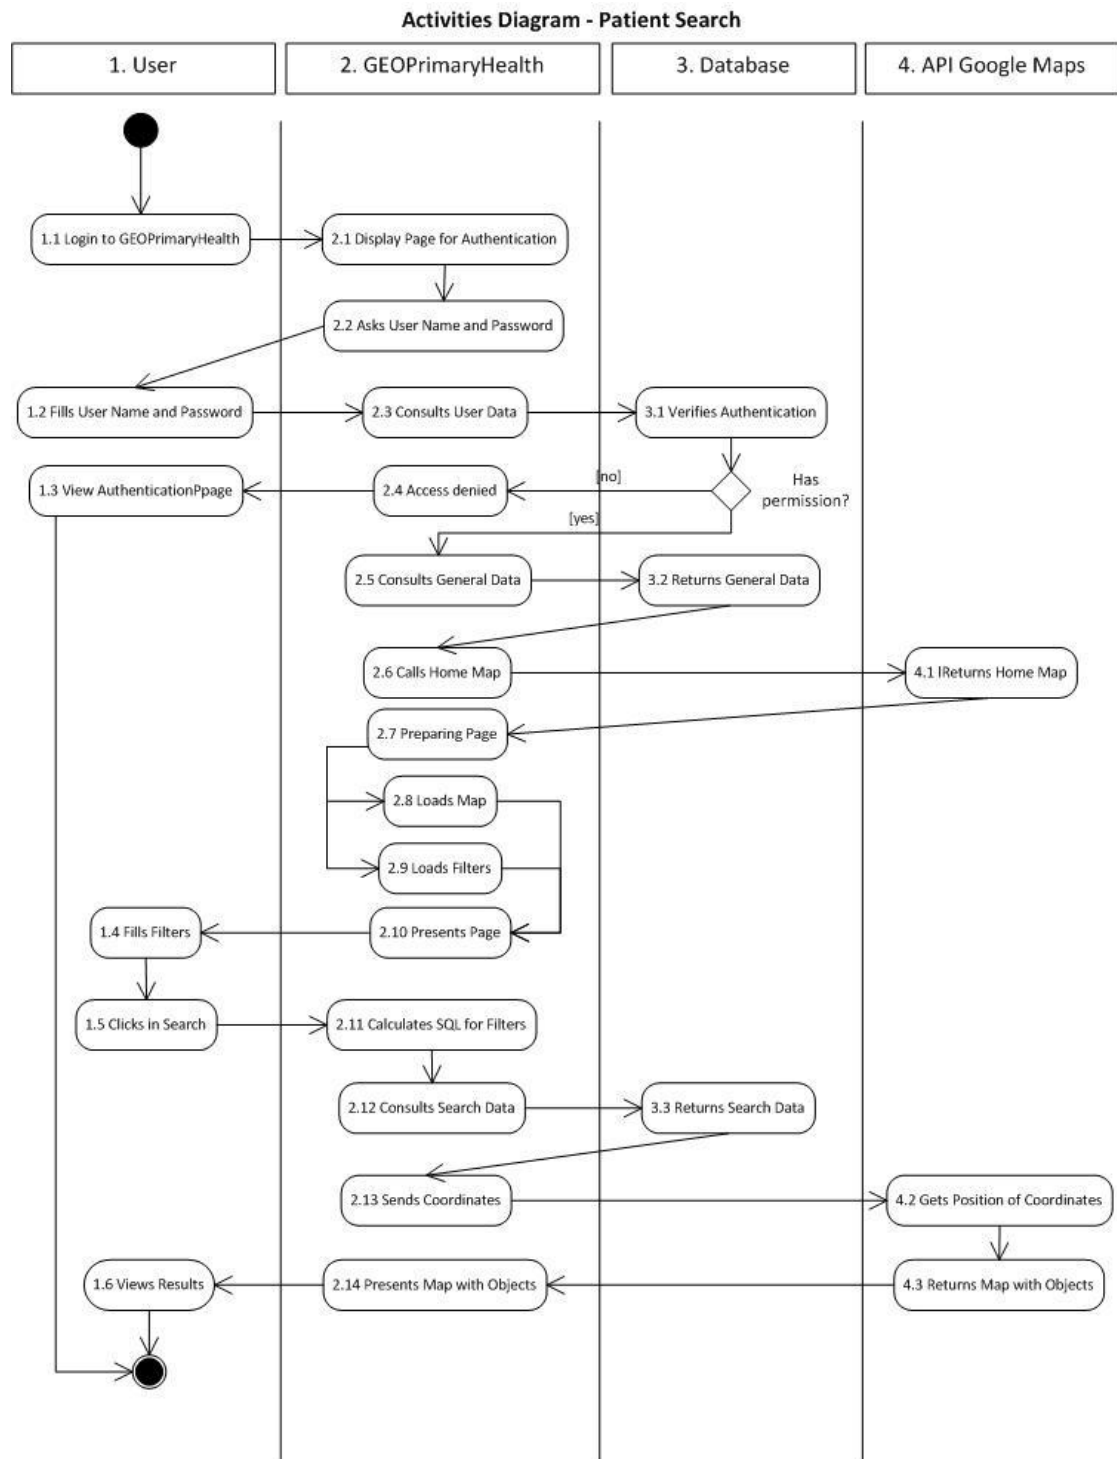 Activities Diagram - Patient Search
1. User
2. GEOPrimaryHealth
3. Database
4. API Google Maps
1.1 Login to GEOPrimaryHealth
2.1 Display Page for Authentication
2.2 Asks User Name and Password
1.2 Fills User Name and Password
2.3 Consults User Data
3.1 Verifies Authentication
1.3 View AuthenticationPpage
2.4 Access denied
[no]
Has
permission?
[yes]
2.5 Consults General Data
3.2 Returns General Data
2.6 Calls Home Map
4.1 lReturns Home Map
2.7 Preparing Page
2.8 Loads Map
2.9 Loads Filters
1.4 Fills Filters
2.10 Presents Page
1.5 Clicks in Search
2.11 Calculates SQL for Filters
2.12 Consults Search Data
3.3 Returns Search Data
2.13 Sends Coordinates
4.2 Gets Position of Coordinates
1.6 Views Results
2.14 Presents Map with Objects
4.3 Returns Map with Objects